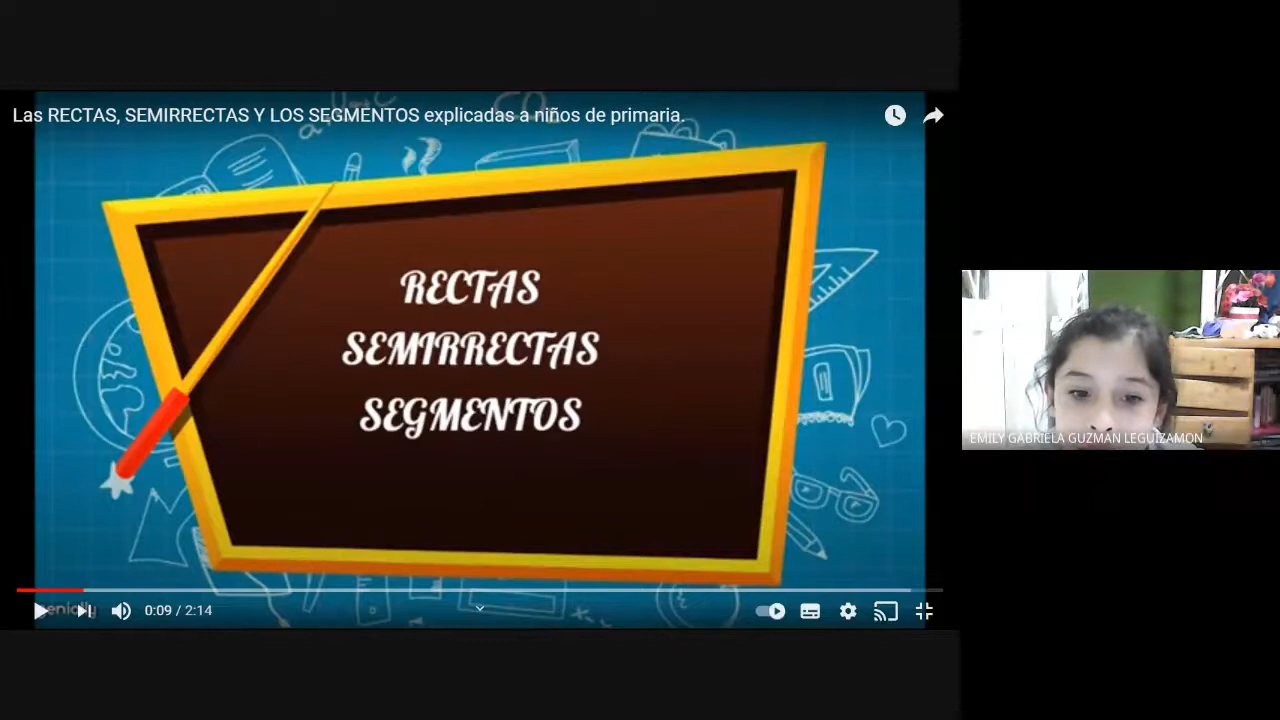 Las RECTAS, SEMIRRECTAS Y LOS SEGMENTOS explicadas a niños de primaria.
RECTAS
SEMIRRECTAS
SEGMENTOS
EMILY GABRIELA GUZMAN LEGUIZAMON
0:09 / 2:14